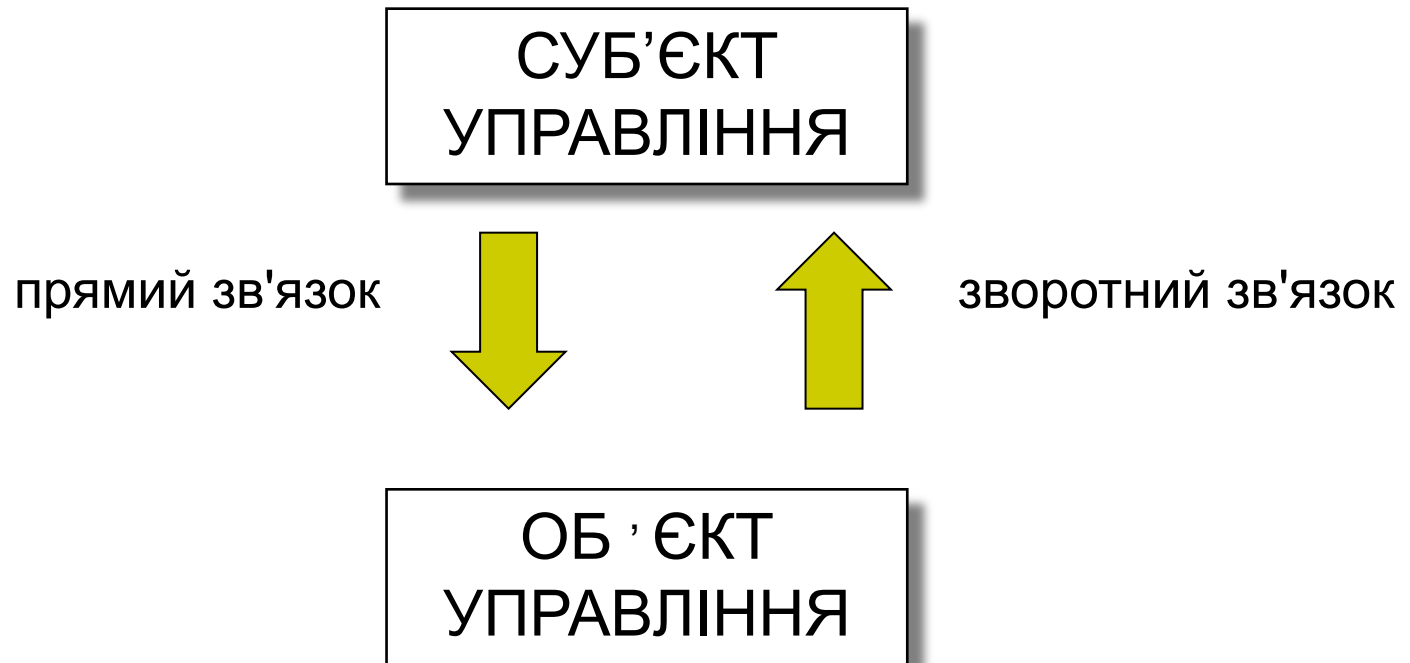 СУБ’ЄКТ
УПРАВЛІННЯ
прямий зв'язок
зворотний зв'язок
ОБ ’ ЄКТ
УПРАВЛІННЯ